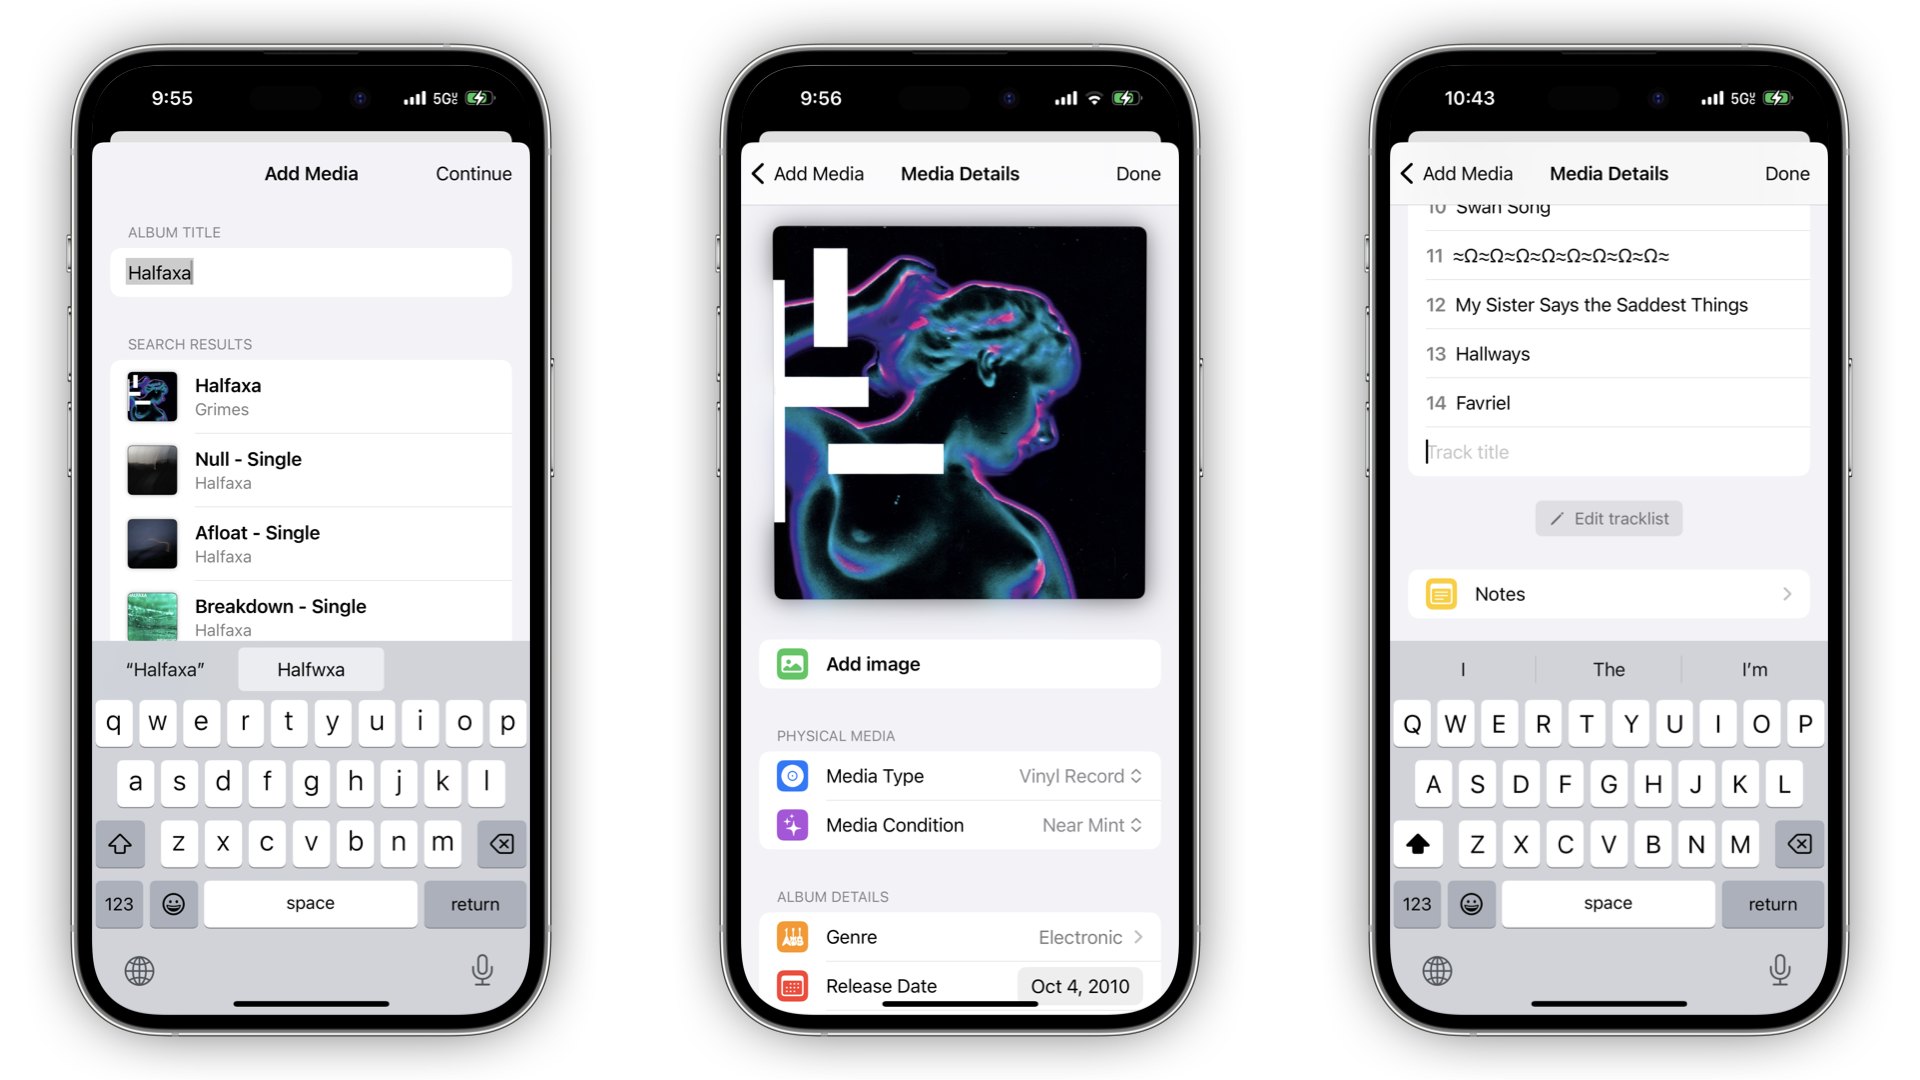 9:55
5GUC
Add Media
Continue
ALBUM TITLE
Halfaxa
SEARCH RESULTS
Halfaxa
Grimes
Null - Single
Halfaxa
Afloat - Single
Halfaxa
HALFAXA
Breakdown - Single
Halfaxa
“Halfaxa”
Halfwxa
q w e r t y u i o p
a s d f g h j k l
z x c v b n m
123
space
return
9:56
Add Media
Media Details
Done
Add image
PHYSICAL MEDIA
Media Type
Vinyl Record
Media Condition
Near Mint
ALBUM DETAILS
Genre
Electronic
Release Date
Oct 4, 2010
10:43
5GUC
Add Media
Media Details
Done
10 Swan Song
11 ≈Ω≈Ω≈Ω≈Ω≈Ω≈Ω≈Ω≈Ω≈
12 My Sister Says the Saddest Things
13 Hallways
14 Favriel
Track title
Edit tracklist
Notes
I
The
I’m
Q W E R T Y U I O P
A S D F G H J K L
Z X C V B N M
123
space
return